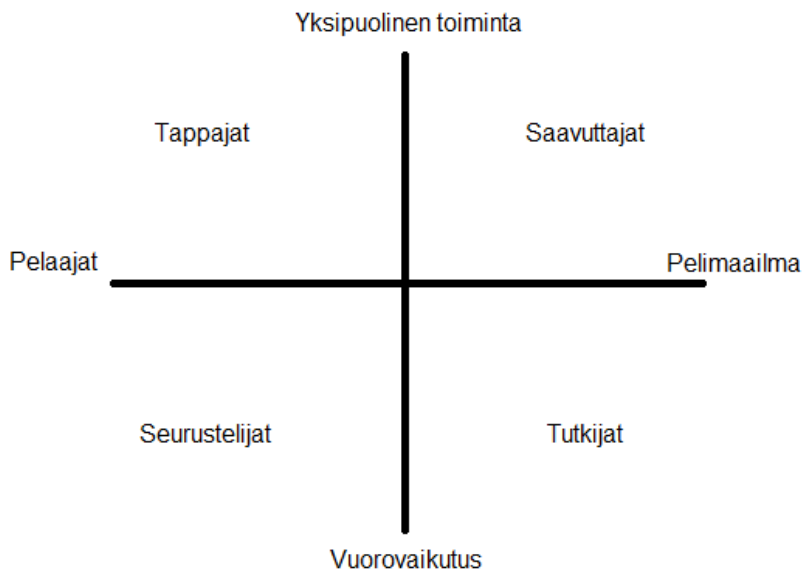 Yksipuolinen toiminta
Tappajat
Saavuttajat
Pelaajat
Pelimaailma
Seurustelijat
Tutkijat
Vuorovaikutus